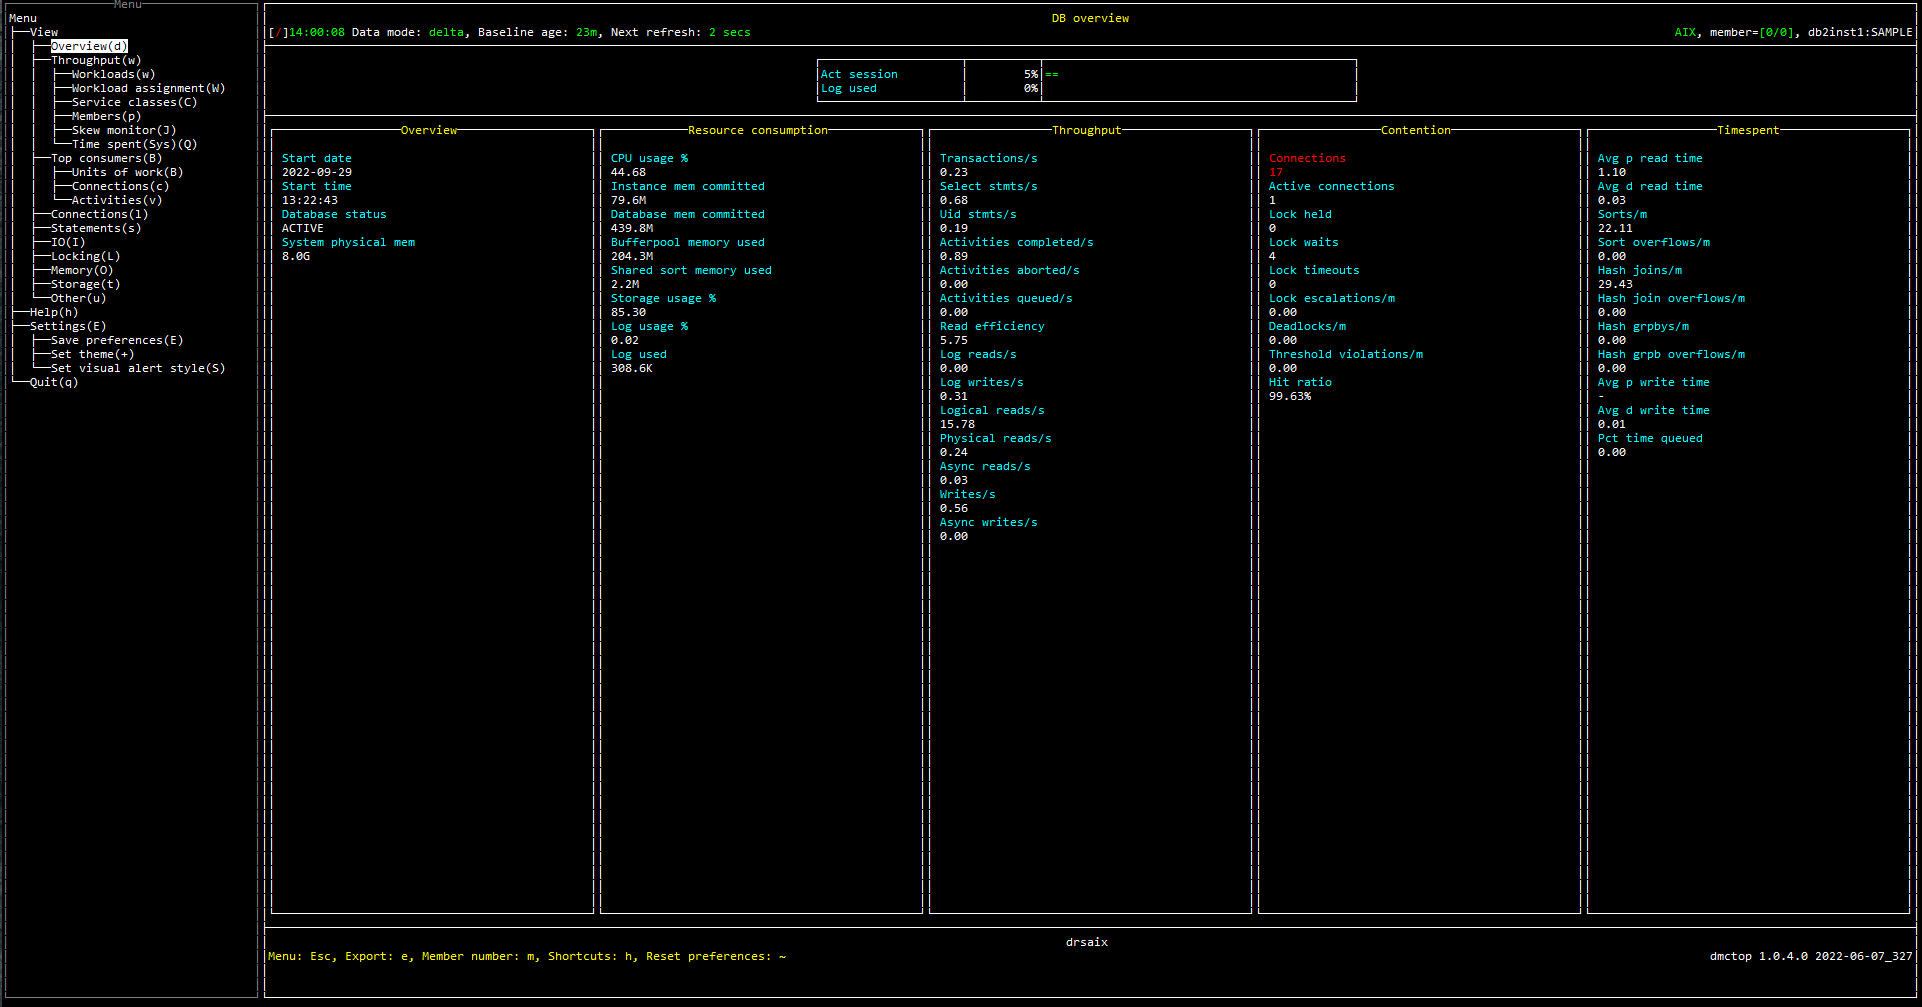 Menu
Menu
View
Overview(d)
Throughput(w)
Workloads(w)
Workload assignment(W)
Service classes(C)
Members(p)
Skew monitor(J)
Time spent(Sys)(Q)
Top consumers(B)
Units of work(B)
Connections(c)
Activities(v)
Connections(l)
Statements(s)
IO(I)
Locking(L)
Memory(O)
Storage(t)
Other(u)
Help(h)
Settings(E)
Save preferences(E)
Set theme(+)
Set visual alert style(S)
Quit(q)
DB overview
[/]14:00:08 Data mode: delta, Baseline age: 23m, Next refresh: 2 secs
AIX, member=[0/0], db2inst1:SAMPLE
Act session 5% ==
Log used 0%
Overview
Start date
2022-09-29
Start time
13:22:43
Database status
ACTIVE
System physical mem
8.0G
Resource consumption
CPU usage %
44.68
Instance mem committed
79.6M
Database mem committed
439.8M
Bufferpool memory used
204.3M
Shared sort memory used
2.2M
Storage usage %
85.30
Log usage %
0.02
Log used
308.6K
Throughput
Transactions/s
0.23
Select stmts/s
0.68
Uid stmts/s
0.19
Activities completed/s
0.89
Activities aborted/s
0.00
Activities queued/s
0.00
Read efficiency
5.75
Log reads/s
0.00
Log writes/s
0.31
Logical reads/s
15.78
Physical reads/s
0.24
Async reads/s
0.03
Writes/s
0.56
Async writes/s
0.00
Contention
Connections
17
Active connections
1
Lock held
0
Lock waits
4
Lock timeouts
0
Lock escalations/m
0.00
Deadlocks/m
0.00
Threshold violations/m
0.00
Hit ratio
99.63%
Timespent
Avg p read time
1.10
Avg d read time
0.03
Sorts/m
22.11
Sort overflows/m
0.00
Hash joins/m
29.43
Hash join overflows/m
0.00
Hash grpbys/m
0.00
Hash grpb overflows/m
0.00
Avg p write time
-
Avg d write time
0.01
Pct time queued
0.00
drsaix
Menu: Esc, Export: e, Member number: m, Shortcuts: h, Reset preferences: ~
dmctop 1.0.4.0 2022-06-07_327